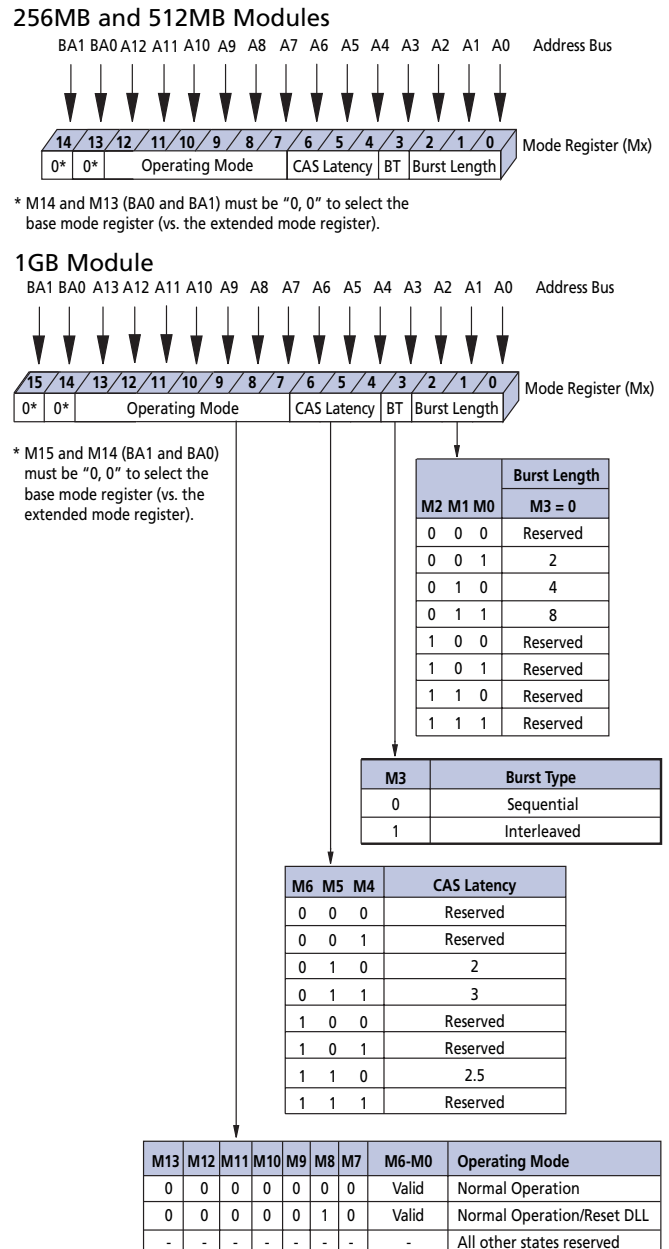 256MB and 512MB Modules
BA1 BA0 A12 A11 A10 A9 A8 A7 A6 A5 A4 A3 A2 A1 A0 Address Bus
14 13 12 11 10 9 8 7 6 5 4 3 2 1 0 Mode Register (Mx)
0* 0* Operating Mode CAS Latency BT Burst Length
* M14 and M13 (BA0 and BA1) must be “0, 0” to select the
base mode register (vs. the extended mode register).
1GB Module
BA1 BA0 A13 A12 A11 A10 A9 A8 A7 A6 A5 A4 A3 A2 A1 A0 Address Bus
15 14 13 12 11 10 9 8 7 6 5 4 3 2 1 0 Mode Register (Mx)
0* 0* Operating Mode CAS Latency BT Burst Length
* M15 and M14 (BA1 and BA0)
must be “0, 0” to select the
base mode register (vs. the
extended mode register).
Burst Length
M2 M1 M0 M3 = 0
0 0 0 Reserved
0 0 1 2
0 1 0 4
0 1 1 8
1 0 0 Reserved
1 0 1 Reserved
1 1 0 Reserved
1 1 1 Reserved
M3 Burst Type
0 Sequential
1 Interleaved
M6 M5 M4 CAS Latency
0 0 0 Reserved
0 0 1 Reserved
0 1 0 2
0 1 1 3
1 0 0 Reserved
1 0 1 Reserved
1 1 0 2.5
1 1 1 Reserved
M13 M12 M11 M10 M9 M8 M7 M6-M0 Operating Mode
0 0 0 0 0 0 0 Valid Normal Operation
0 0 0 0 0 1 0 Valid Normal Operation/Reset DLL
- - - - - - - - All other states reserved